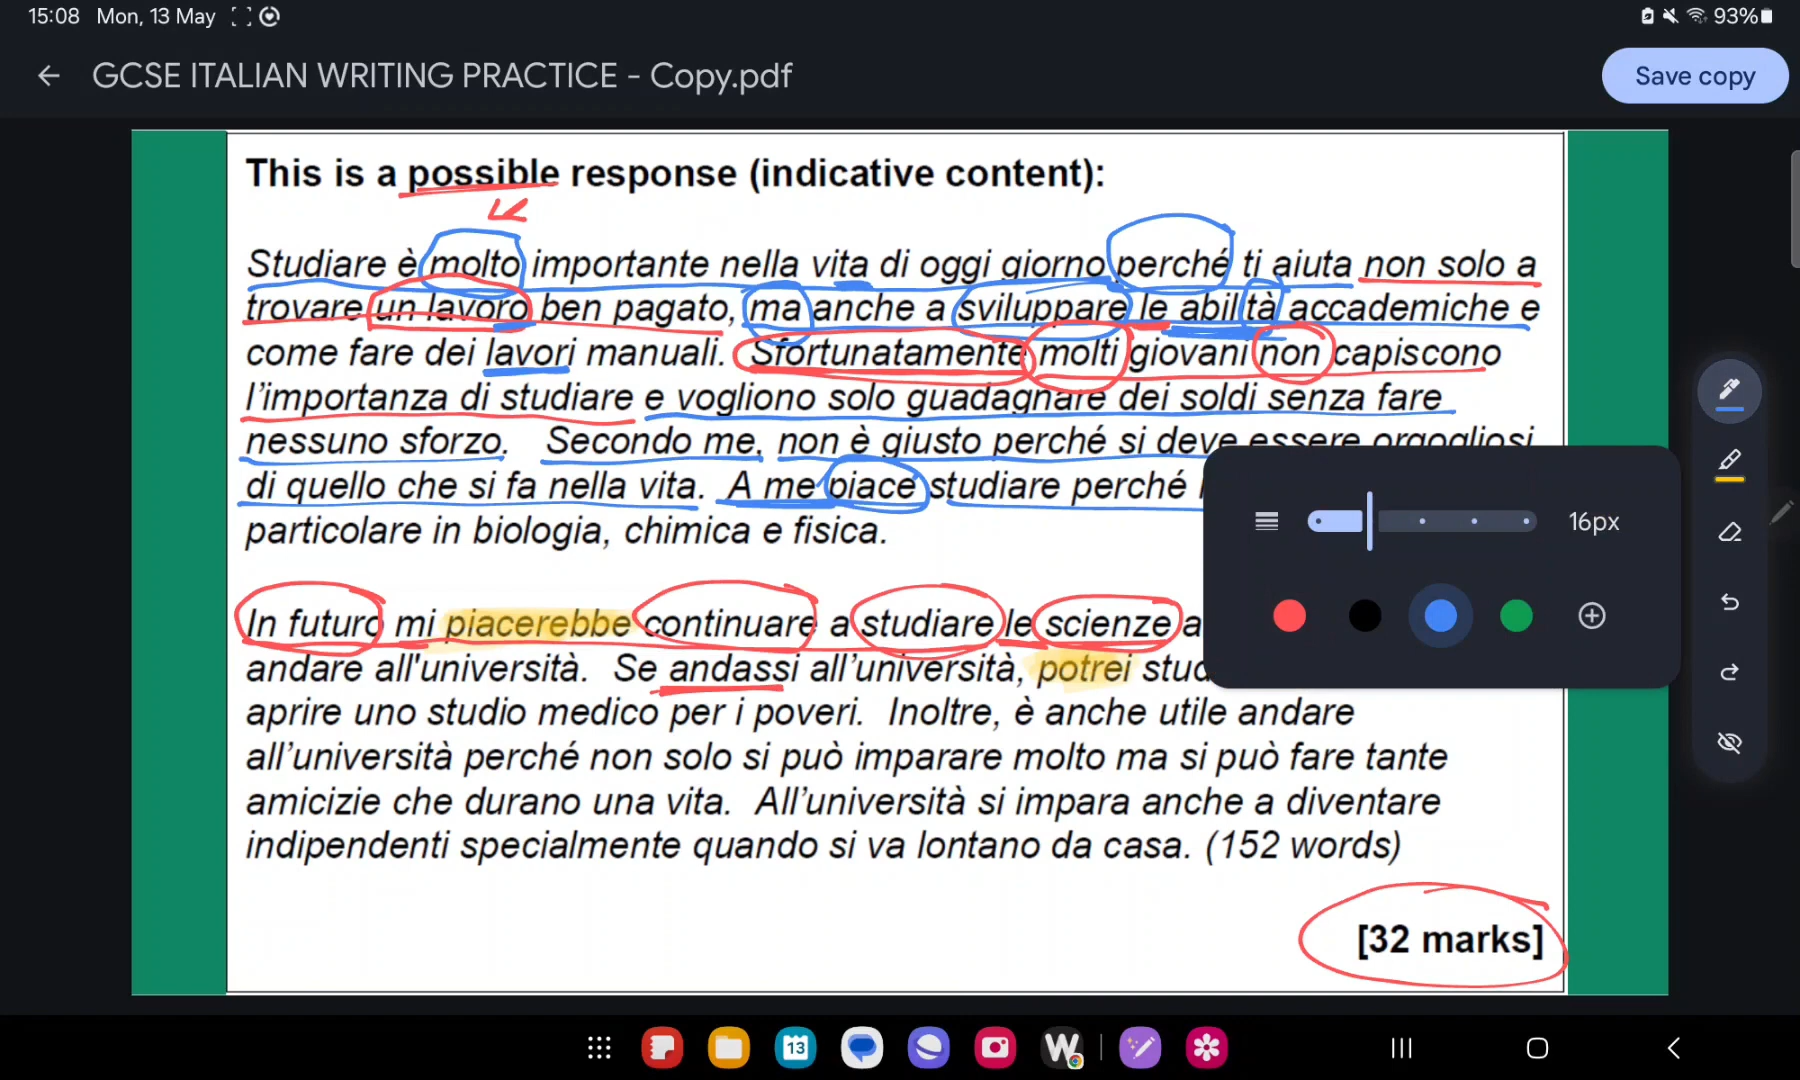 15:08 Mon, 13 May 93%
GCSE ITALIAN WRITING PRACTICE - Copy.pdf
Save copy
This is a possible response (indicative content):
Studiare è molto importante nella vita di oggi giorno perché ti aiuta non solo a
trovare un lavoro ben pagato, ma anche a sviluppare le abilità accademiche e
come fare dei lavori manuali. Sfortunatamente molti giovani non capiscono
l'importanza di studiare e vogliono solo guadagnare dei soldi senza fare
nessuno sforzo. Secondo me, non è giusto perché si deve essere orgogliosi
di quello che si fa nella vita. A me piace studiare perché
particolare in biologia, chimica e fisica.
16px
In futuro mi piacerebbe continuare a studiare le scienze a
andare all'università. Se andassi all'università, potrei stud
aprire uno studio medico per i poveri. Inoltre, è anche utile andare
all'università perché non solo si può imparare molto ma si può fare tante
amicizie che durano una vita. All'università si impara anche a diventare
indipendenti specialmente quando si va lontano da casa. (152 words)
[32 marks]
13
W